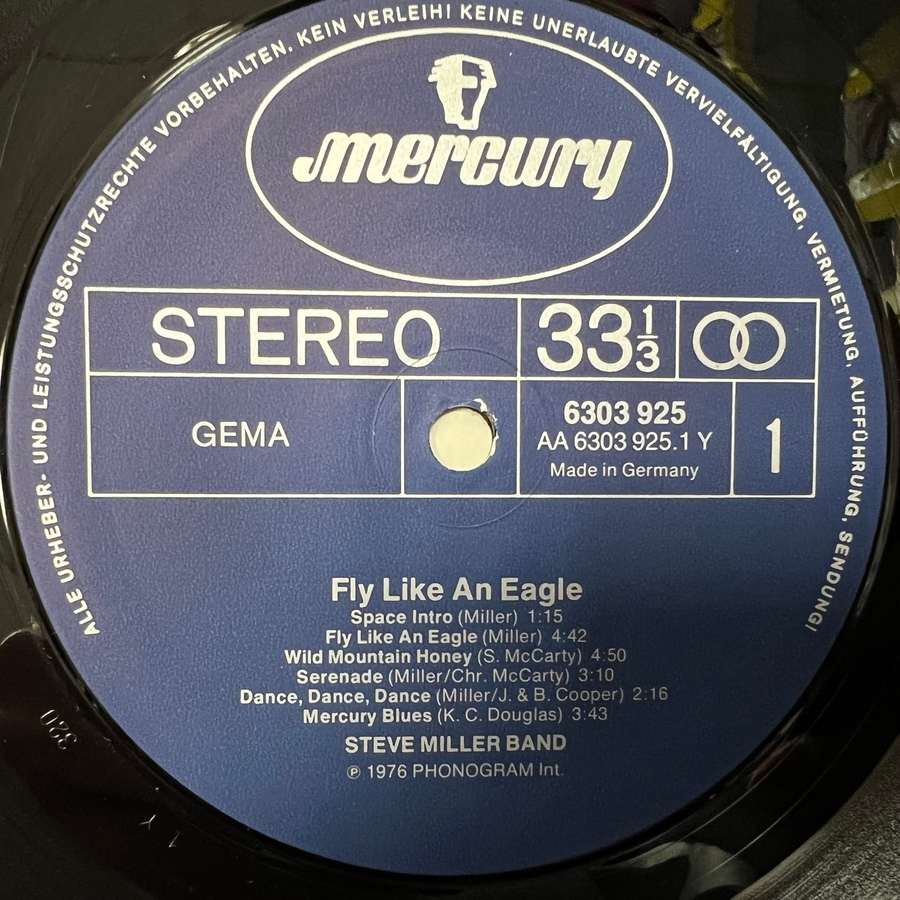 ALLE URHEBER- UND LEISTUNGSSCHUTZRECHTE VORBEHALTEN. KEIN VERLEIH! KEINE UNERLAUBTE VERVIELFÄLTIGUNG, VERMIETUNG, AUFFÜHRUNG, SENDUNG!
mercury
STEREO 33 1/3
GEMA
6303 925
AA 6303 925.1 Y
Made in Germany
1
Fly Like An Eagle
Space Intro (Miller) 1:15
Fly Like An Eagle (Miller) 4:42
Wild Mountain Honey (S. McCarty) 4:50
Serenade (Miller/Chr. McCarty) 3:10
Dance, Dance, Dance (Miller/J. & B. Cooper) 2:16
Mercury Blues (K. C. Douglas) 3:43
STEVE MILLER BAND
℗ 1976 PHONOGRAM Int.
320